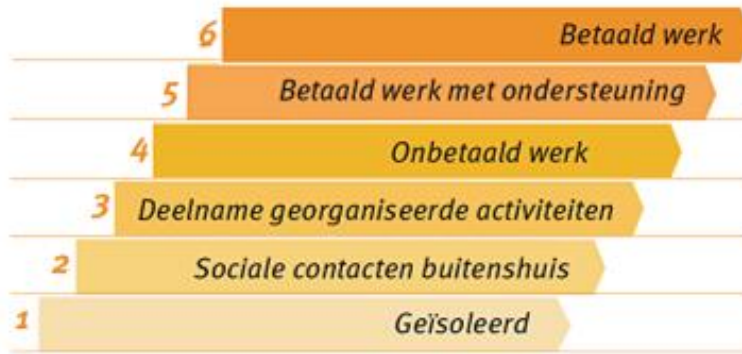 6 Betaald werk
5 Betaald werk met ondersteuning
4 Onbetaald werk
3 Deelname georganiseerde activiteiten
2 Sociale contacten buitenshuis
1 Geïsoleerd